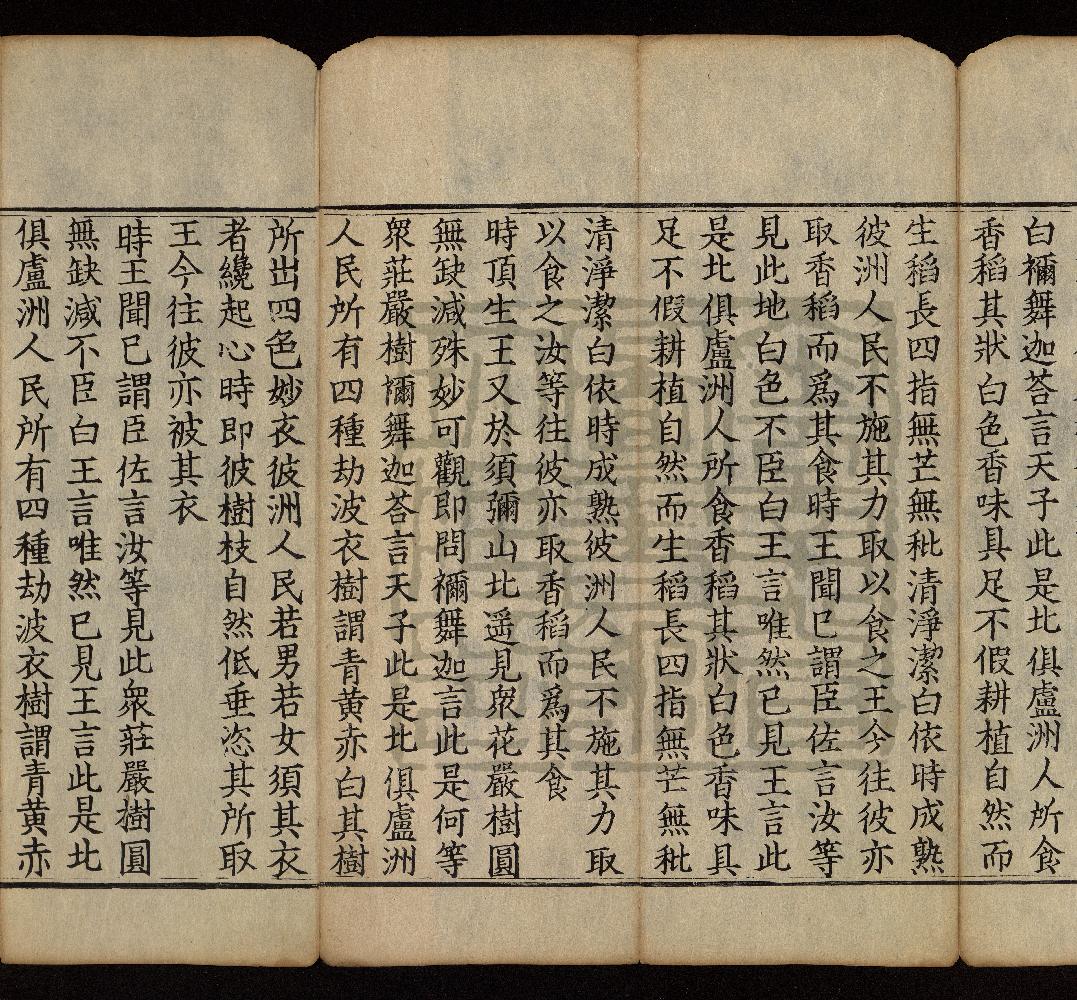 白禰舞迦荅言天子此是北俱盧洲人所食
香稻其狀白色香味具足不假耕植自然而
生稻長四指無芒無秕清淨潔白依時成熟
彼洲人民不施其力取以食之王今往彼亦
取香稻而爲其食時王聞已謂臣佐言汝等
見此地白色不臣白王言唯然已見王言此
是北俱盧洲人所食香稻其狀白色香味具
足不假耕植自然而生稻長四指無芒無秕
清淨潔白依時成熟彼洲人民不施其力取
以食之汝等往彼亦取香稻而爲其食
時頂生王又於須彌山北遥見衆花嚴樹圓
無缺減殊妙可觀即問禰舞迦言此是何等
衆莊嚴樹禰舞迦荅言天子此是北俱盧洲
人民所有四種劫波衣樹謂青黄赤白其樹
所出四色妙衣彼洲人民若男若女須其衣
者纔起心時即彼樹枝自然低垂恣其所取
王今往彼亦被其衣
時王聞已謂臣佐言汝等見此衆莊嚴樹圓
無缺減不臣白王言唯然已見王言此是北
俱盧洲人民所有四種劫波衣樹謂青黄赤